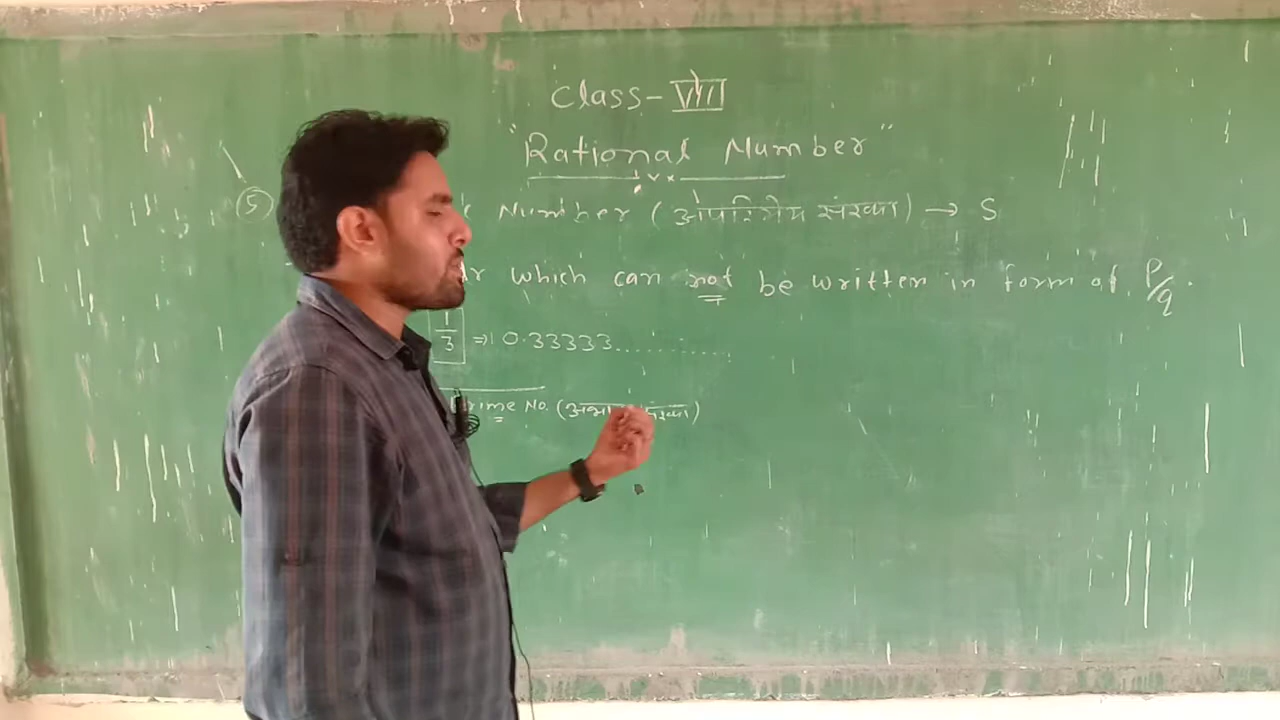 Class - VIII
"Rational Number"
⑤ Number (अपरिमेय संख्या) → S
which can not be written in form of P/q.
1/3 ⇒ 0.33333...........
Prime No. (